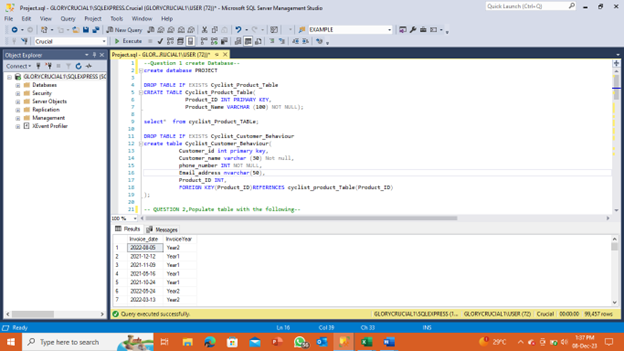 Project.sql - GLORYCRUCIAL1\SQLEXPRESS.Crucial (GLORYCRUCIAL1\USER (72))* - Microsoft SQL Server Management Studio
Quick Launch (Ctrl+Q)
File Edit View Query Project Tools Window Help
New Query
EXAMPLE
Crucial
Execute
Object Explorer
Connect
GLORYCRUCIAL1\SQLEXPRESS (SQ
Databases
Security
Server Objects
Replication
Management
XEvent Profiler
Project.sql - GLOR...RUCIAL1\USER (72))*
1 --Question 1 create Database--
2 create database PROJECT
3
4 DROP TABLE IF EXISTS Cyclist_Product_Table
5 CREATE TABLE Cyclist_Product_Table(
6 Product_ID INT PRIMARY KEY,
7 Product_Name VARCHAR (100) NOT NULL);
8
9 select* from cyclist_Product_TABLe;
10
11 DROP TABLE IF EXISTS Cyclist_Customer_Behaviour
12 create table Cyclist_Customer_Behaviour(
13 Customer_id int primary key,
14 Customer_name varchar (30) Not null,
15 phone_number INT NOT NULL,
16 Email_address nvarchar(50),
17 Product_ID INT,
18 FOREIGN KEY(Product_ID)REFERENCES cyclist_product_Table(Product_ID)
19 );
20
21 -- QUESTION 2,Populate table with the following--
100 %
Results Messages
Invoice_date InvoiceYear
1 2022-08-05 Year2
2 2021-12-12 Year1
3 2021-11-09 Year1
4 2021-05-16 Year1
5 2021-10-24 Year1
6 2022-05-24 Year2
7 2022-03-13 Year2
Query executed successfully.
GLORYCRUCIAL1\SQLEXPRESS (1... GLORYCRUCIAL1\USER (72) Crucial 00:00:00 99,457 rows
Ready
Ln 16 Col 39 Ch 33 INS
Type here to search
29°C
1:37 PM
08-Dec-23